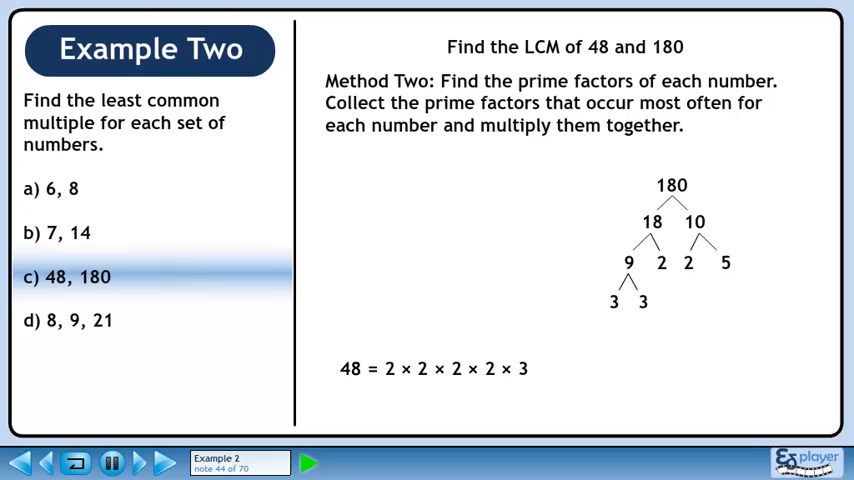 Example Two
Find the least common
multiple for each set of
numbers.
a) 6, 8
b) 7, 14
c) 48, 180
d) 8, 9, 21
Find the LCM of 48 and 180
Method Two: Find the prime factors of each number.
Collect the prime factors that occur most often for
each number and multiply them together.
180
18 10
9 2 2 5
3 3
48 = 2 × 2 × 2 × 2 × 3
Example 2
note 44 of 70
player